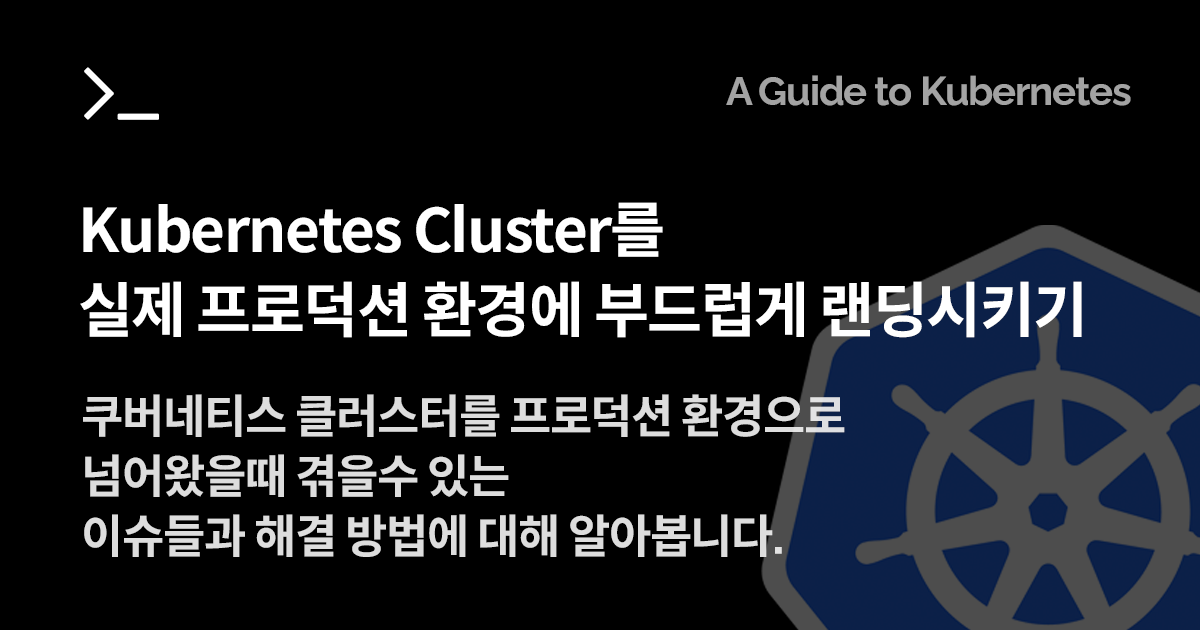 >_
A Guide to Kubernetes
Kubernetes Cluster를
실제 프로덕션 환경에 부드럽게 랜딩시키기
쿠버네티스 클러스터를 프로덕션 환경으로
넘어왔을때 겪을수 있는
이슈들과 해결 방법에 대해 알아봅니다.